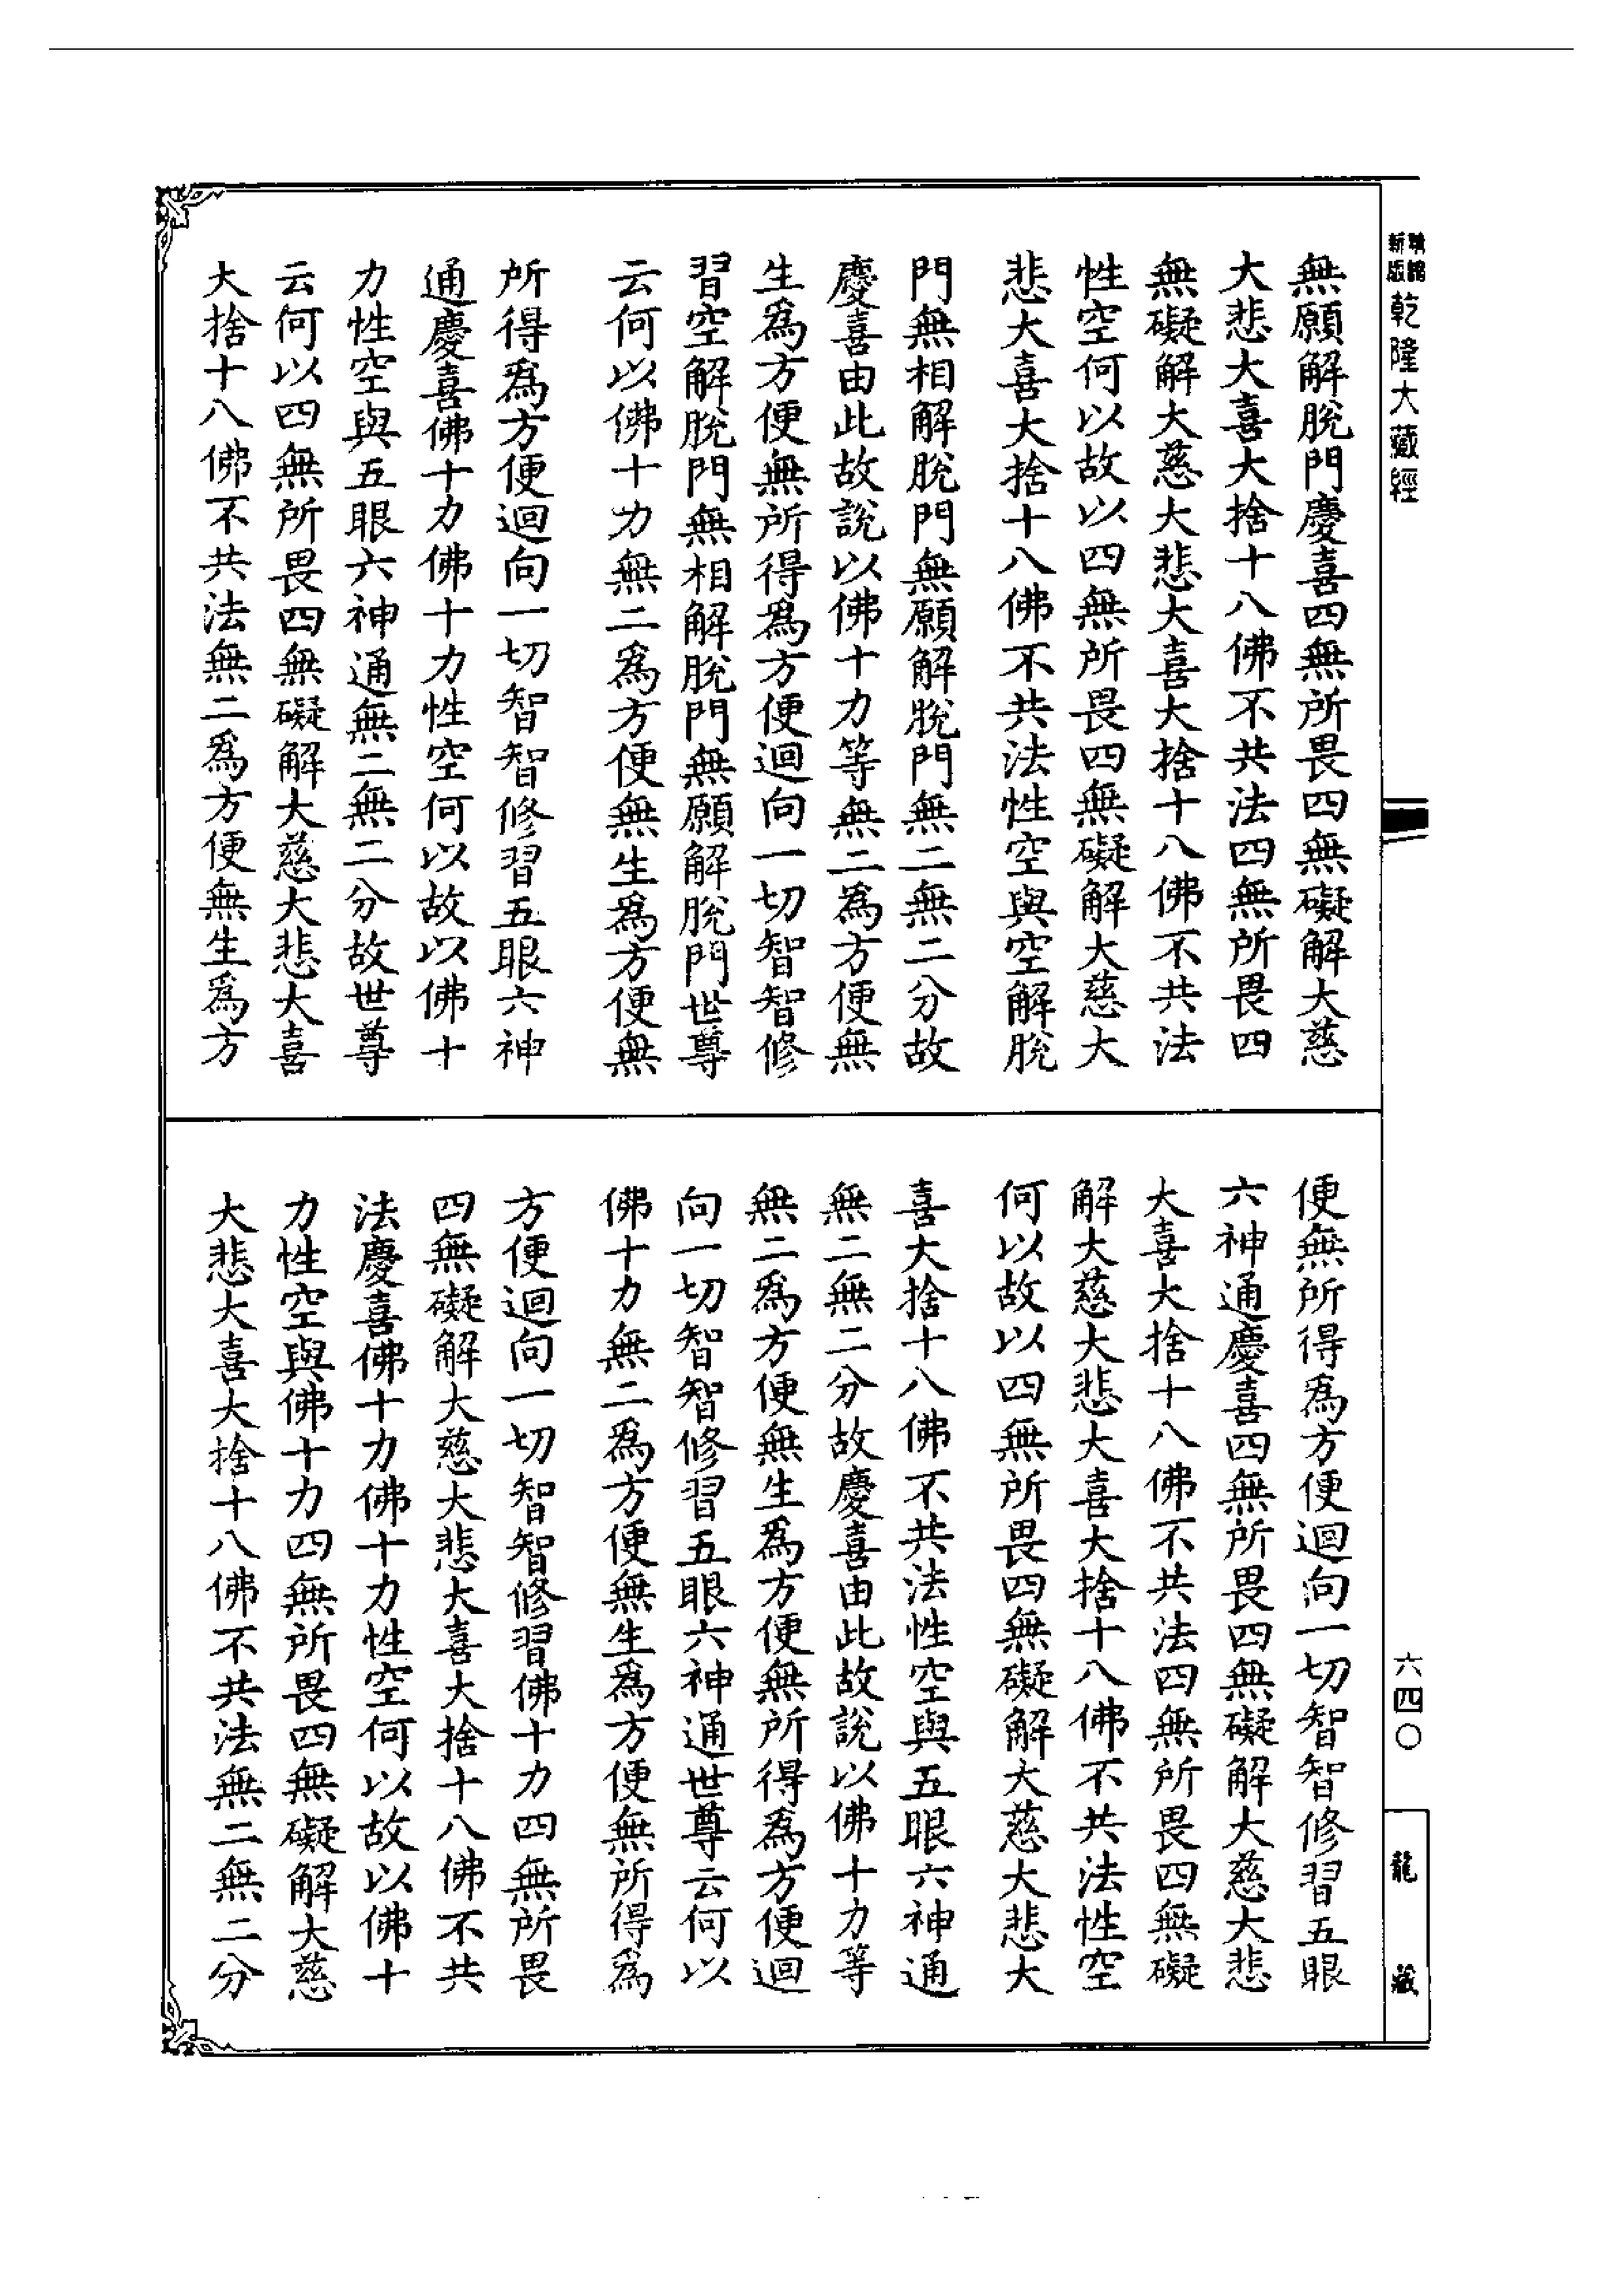 乾隆大藏經
無願解脫門慶喜四無所畏四無礙解大慈
大悲大喜大捨十八佛不共法四無所畏四
無礙解大慈大悲大喜大捨十八佛不共法
性空何以故以四無所畏四無礙解大慈大
悲大喜大捨十八佛不共法性空與空解脫
門無相解脫門無願解脫門無二無二分故
慶喜由此故說以佛十力等無二為方便無
生為方便無所得為方便迴向一切智智修
習空解脫門無相解脫門無願解脫門世尊
云何以佛十力無二為方便無生為方便無
所得為方便迴向一切智智修習五眼六神
通慶喜佛十力佛十力性空何以故以佛十
力性空與五眼六神通無二無二分故世尊
云何以四無所畏四無礙解大慈大悲大喜
大捨十八佛不共法無二為方便無生為方
便無所得為方便迴向一切智智修習五眼
六神通慶喜四無所畏四無礙解大慈大悲
大喜大捨十八佛不共法四無所畏四無礙
解大慈大悲大喜大捨十八佛不共法性空
何以故以四無所畏四無礙解大慈大悲大
喜大捨十八佛不共法性空與五眼六神通
無二無二分故慶喜由此故說以佛十力等
無二為方便無生為方便無所得為方便迴
向一切智智修習五眼六神通世尊云何以
佛十力無二為方便無生為方便無所得為
方便迴向一切智智修習佛十力四無所畏
四無礙解大慈大悲大喜大捨十八佛不共
法慶喜佛十力佛十力性空何以故以佛十
力性空與佛十力四無所畏四無礙解大慈
大悲大喜大捨十八佛不共法無二無二分
六四〇
龍藏